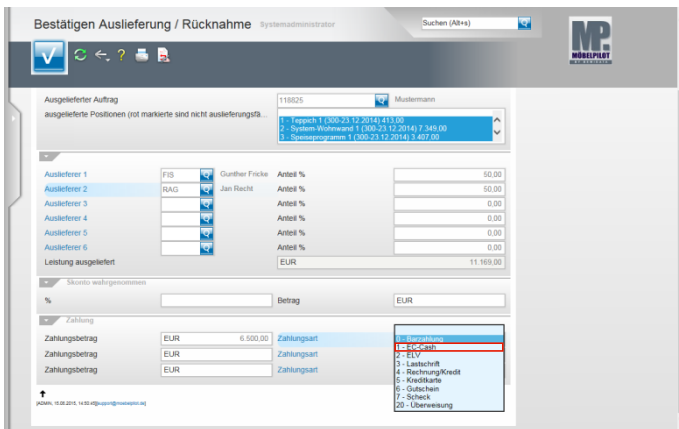 Bestätigen Auslieferung / Rücknahme Systemadministrator
Suchen (Alt+s)
MÖBELPILOT
Ausgelieferter Auftrag 118825 Mustermann
ausgelieferte Positionen (rot markierte sind nicht auslieferungsfä...
1 - Teppich 1 (300-23.12.2014) 413,00
2 - System-Wohnwand 1 (300-23.12.2014) 7.349,00
3 - Speiseprogramm 1 (300-23.12.2014) 3.407,00
Auslieferer 1 FIS Gunther Fricke Anteil % 50,00
Auslieferer 2 RAG Jan Recht Anteil % 50,00
Auslieferer 3 Anteil % 0,00
Auslieferer 4 Anteil % 0,00
Auslieferer 5 Anteil % 0,00
Auslieferer 6 Anteil % 0,00
Leistung ausgeliefert EUR 11.169,00
Skonto wahrgenommen
% Betrag EUR
Zahlung
Zahlungsbetrag EUR 6.500,00 Zahlungsart
Zahlungsbetrag EUR Zahlungsart
Zahlungsbetrag EUR Zahlungsart
0 - Barzahlung
1 - EC-Cash
2 - ELV
3 - Lastschrift
4 - Rechnung/Kredit
5 - Kreditkarte
6 - Gutschein
7 - Scheck
20 - Überweisung